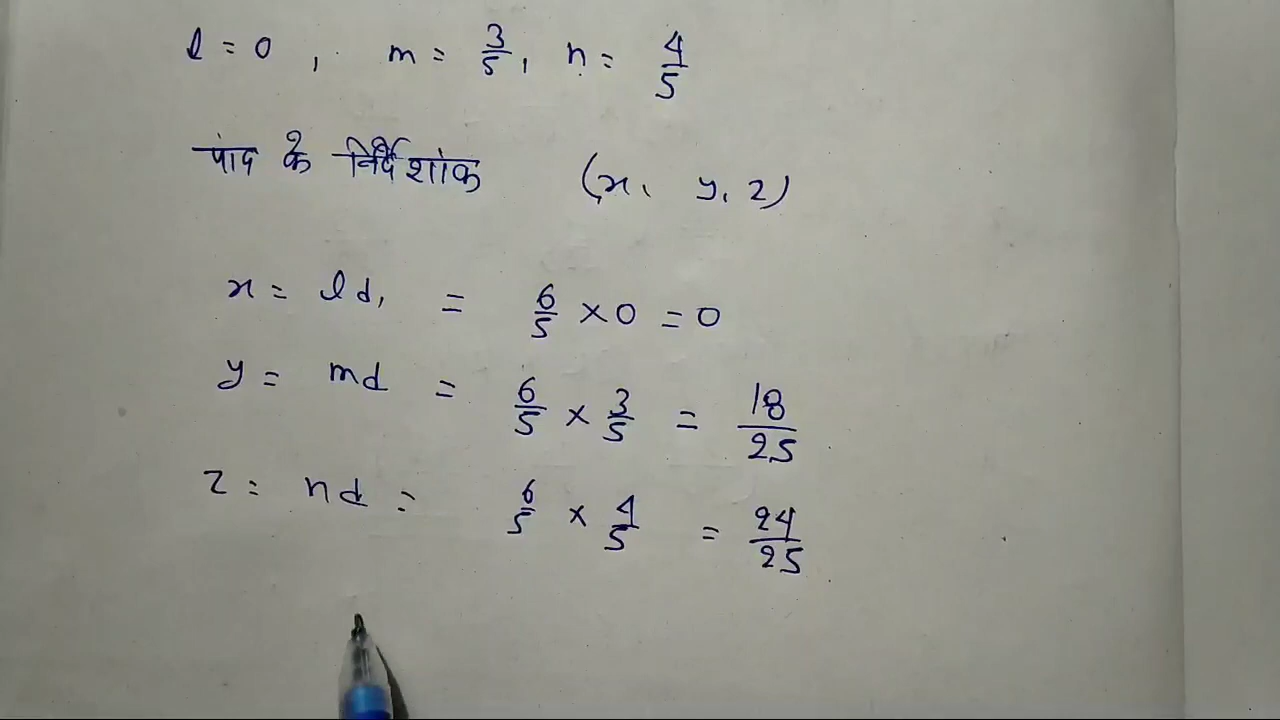 l = 0 , m = 3/5 , n = 4/5
पाद के निर्देशांक (x, y, z)
x = ld, = 6/5 × 0 = 0
y = md = 6/5 × 3/5 = 18/25
z = nd = 6/5 × 4/5 = 24/25